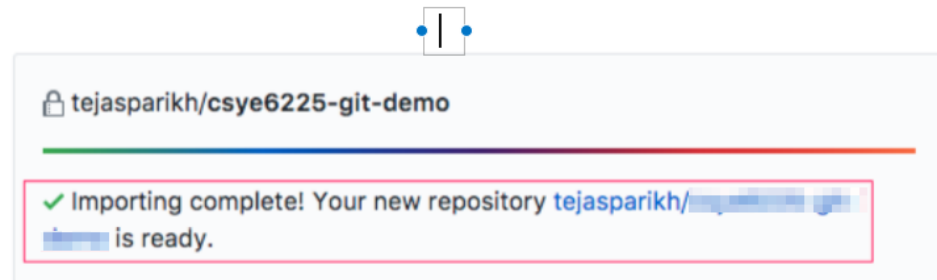 tejasparikh/csye6225-git-demo
✓ Importing complete! Your new repository tejasparikh/
is ready.